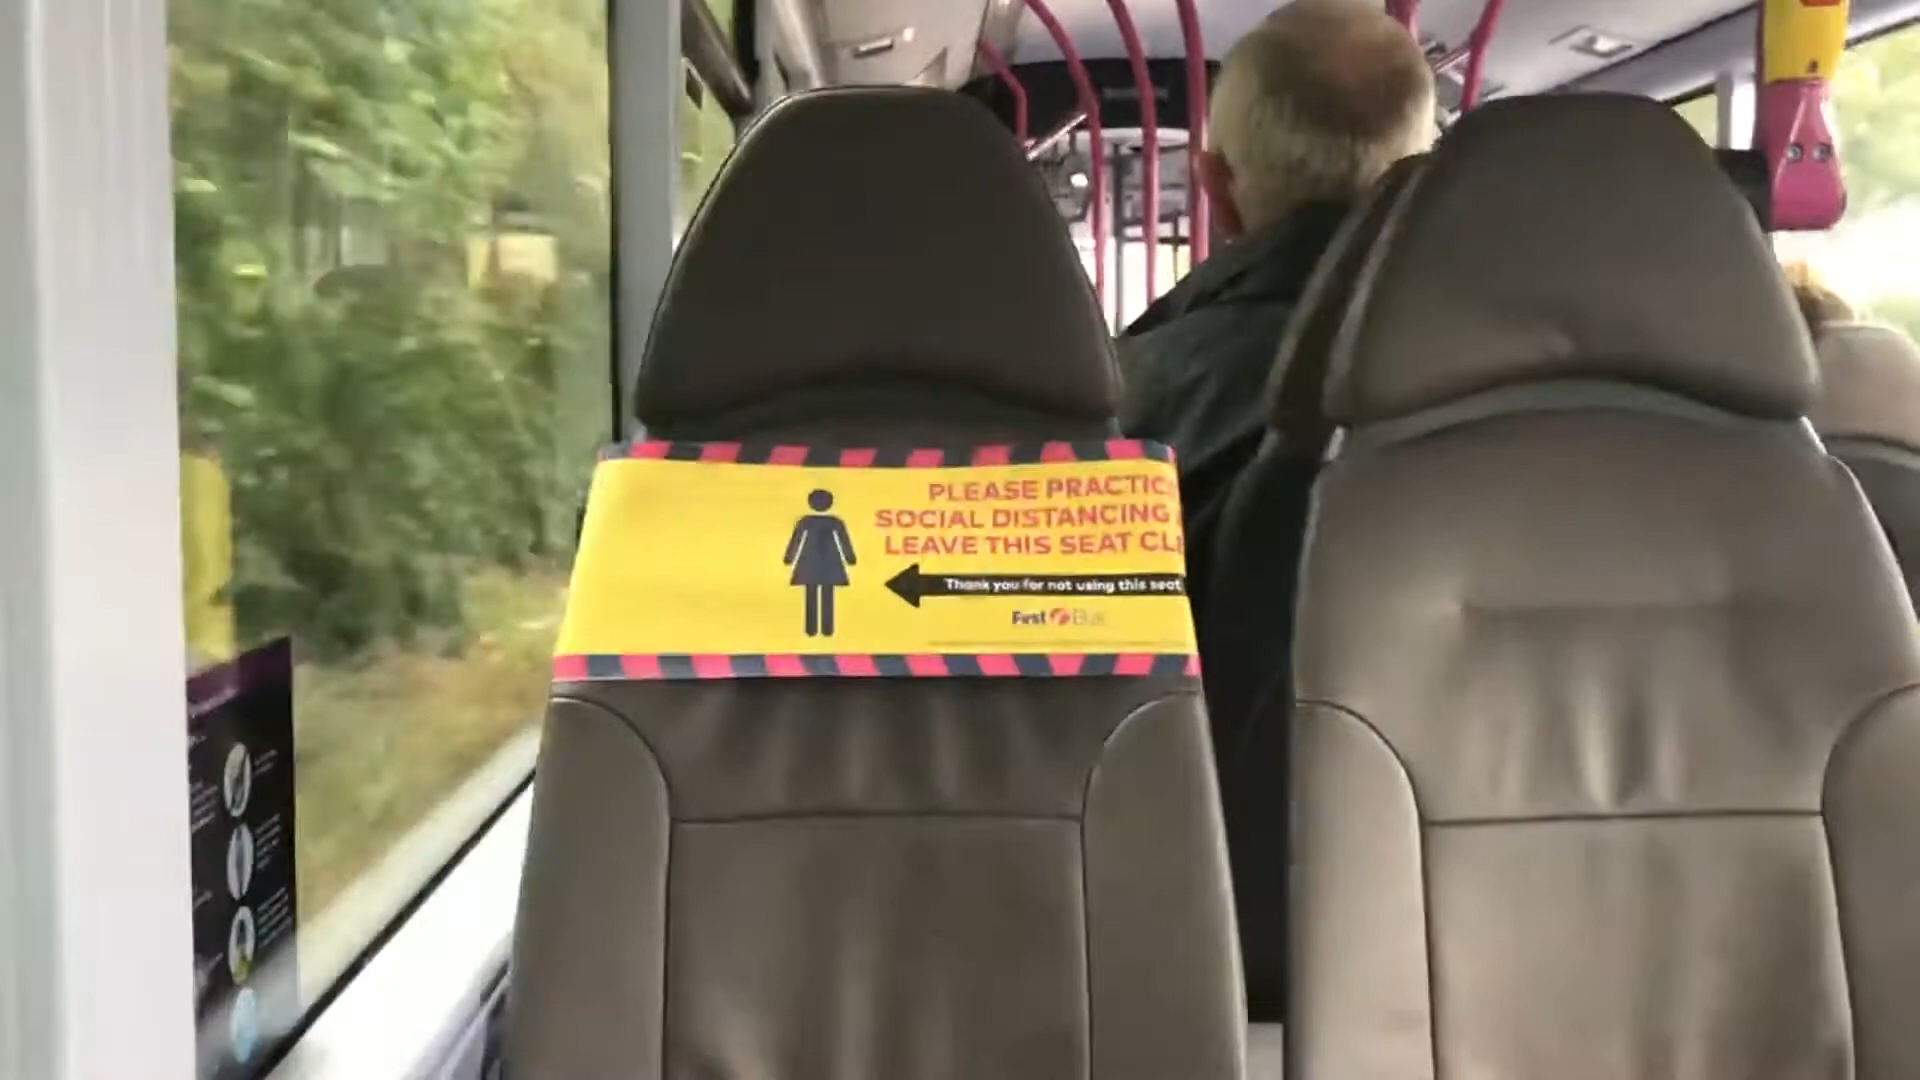 PLEASE PRACTIC
SOCIAL DISTANCING
LEAVE THIS SEAT CL
Thank you for not using this seat
First Bus